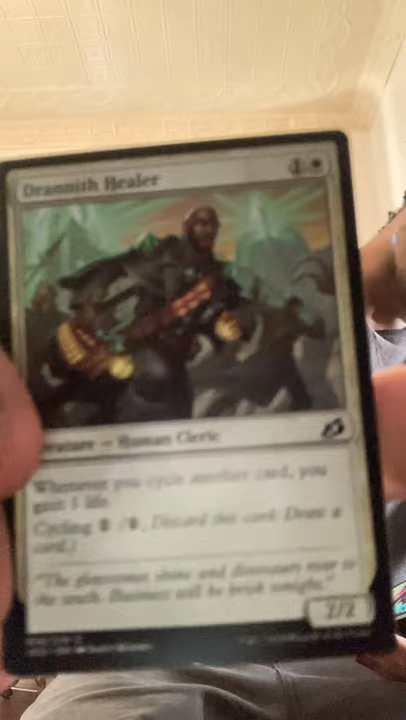 Drannith Healer
Creature — Human Cleric
Whenever you cycle another card, you
gain 1 life.
Cycling (, Discard this card: Draw a
card.)
"The glassmoss shine and dinosaurs roar to
the south. Business will be brisk tonight."
2/2